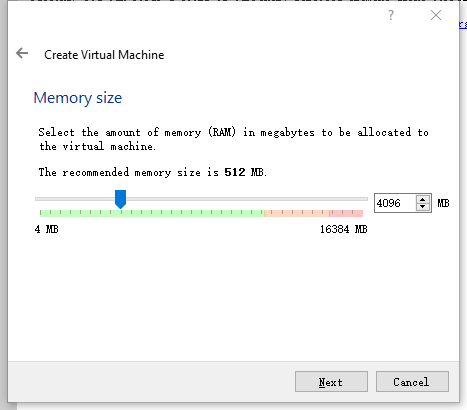 ?
Create Virtual Machine
Memory size
Select the amount of memory (RAM) in megabytes to be allocated to
the virtual machine.
The recommended memory size is 512 MB.
4096 MB
4 MB 16384 MB
Next Cancel